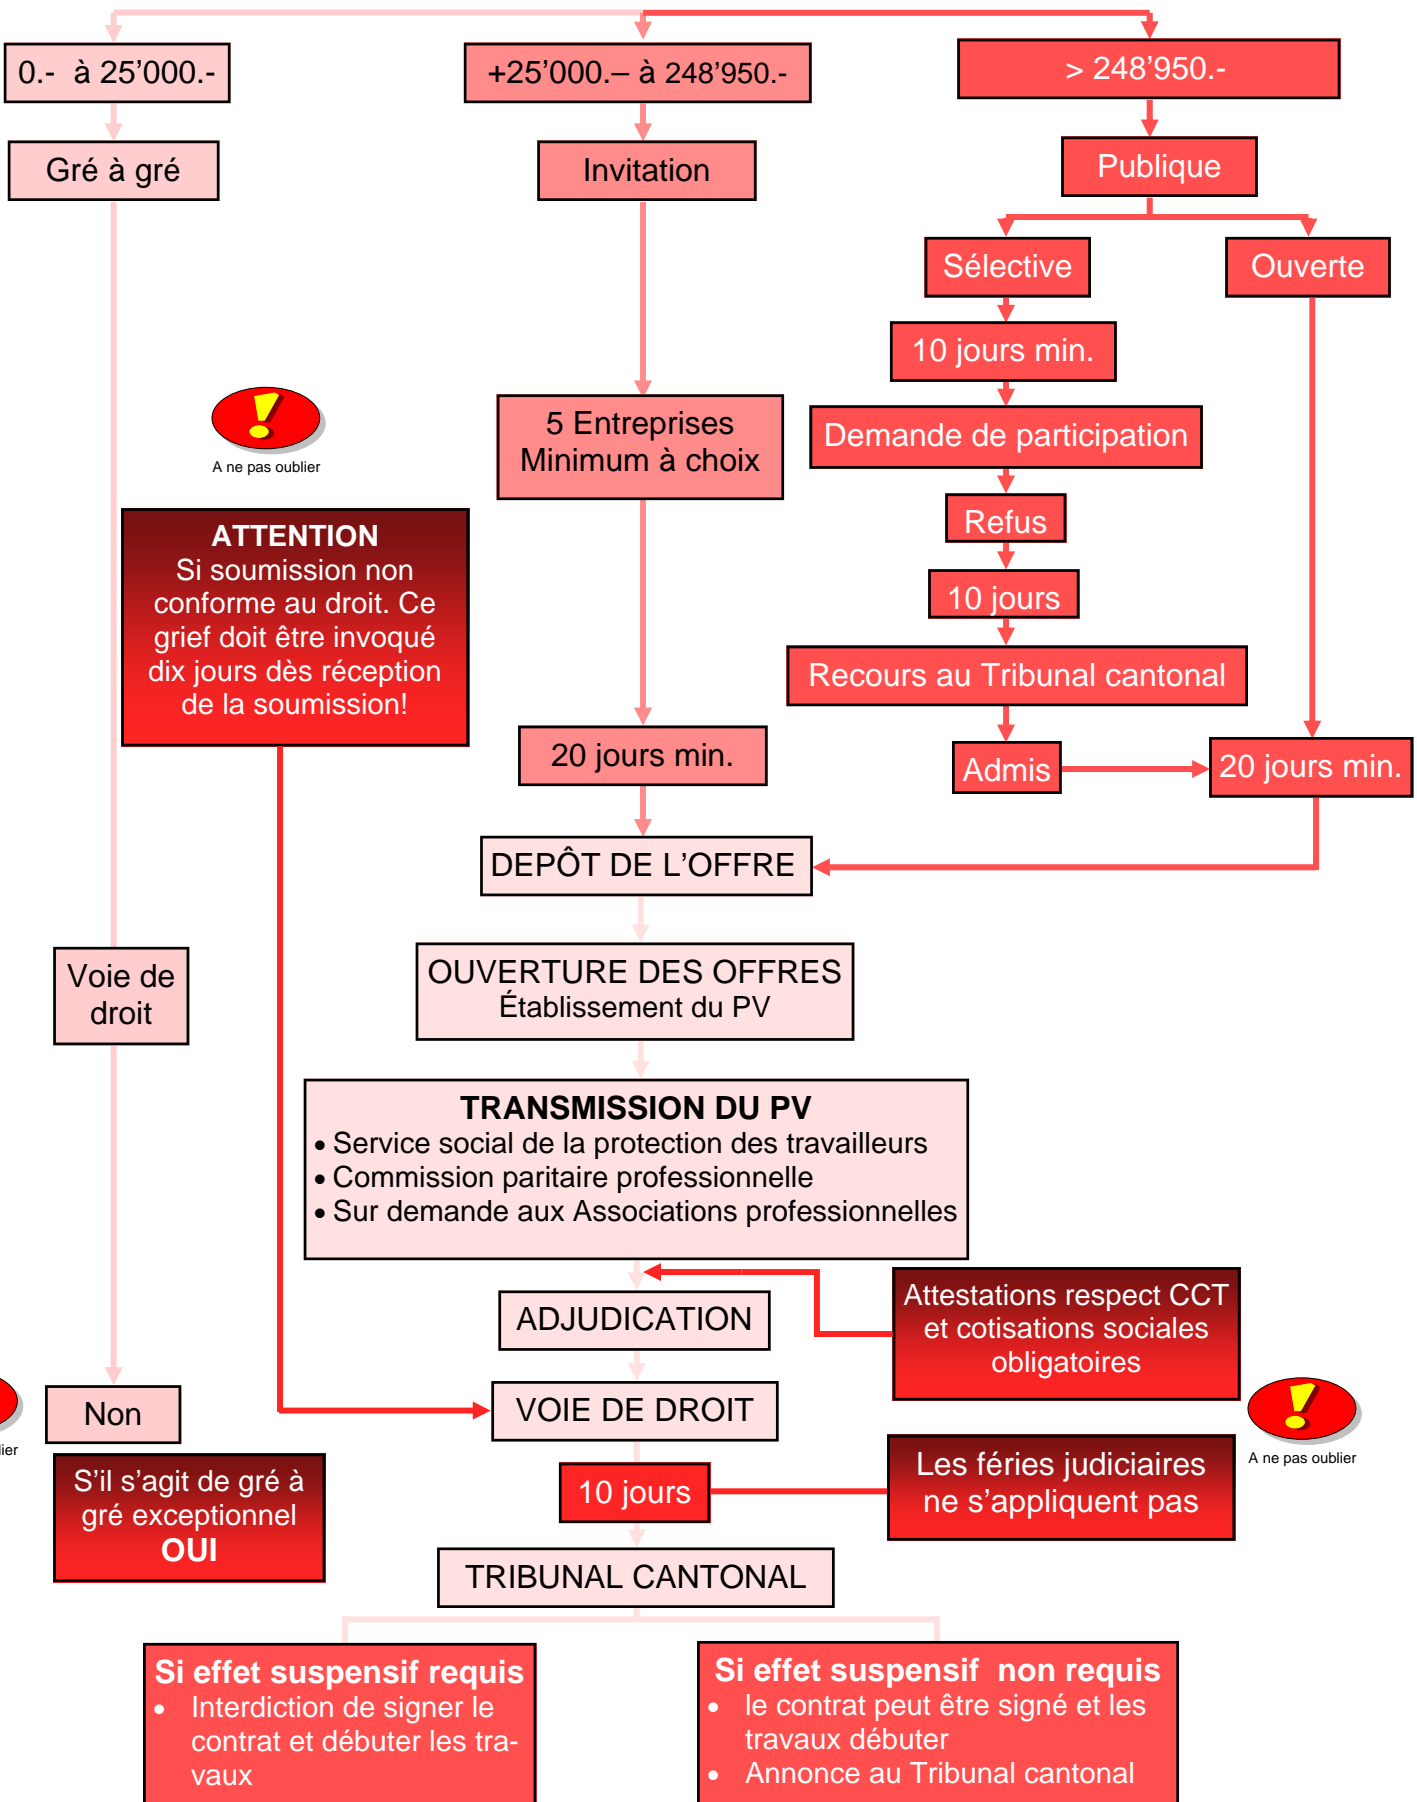 0.- à 25’000.-
+25’000.– à 248’950.-
> 248’950.-
Gré à gré
Invitation
Publique
Sélective
Ouverte
10 jours min.
5 Entreprises
Minimum à choix
Demande de participation
A ne pas oublier
Refus
ATTENTION
Si soumission non
conforme au droit. Ce
grief doit être invoqué
dix jours dès réception
de la soumission!
10 jours
Recours au Tribunal cantonal
20 jours min.
Admis
20 jours min.
DEPÔT DE L’OFFRE
Voie de
droit
OUVERTURE DES OFFRES
Établissement du PV
TRANSMISSION DU PV
• Service social de la protection des travailleurs
• Commission paritaire professionnelle
• Sur demande aux Associations professionnelles
Attestations respect CCT
et cotisations sociales
obligatoires
ADJUDICATION
Non
VOIE DE DROIT
A ne pas oublier
lier
S’il s’agit de gré à
gré exceptionnel
OUI
10 jours
Les féries judiciaires
ne s’appliquent pas
TRIBUNAL CANTONAL
Si effet suspensif requis
• Interdiction de signer le
contrat et débuter les tra-
vaux
Si effet suspensif  non requis
• le contrat peut être signé et les
travaux débuter
• Annonce au Tribunal cantonal